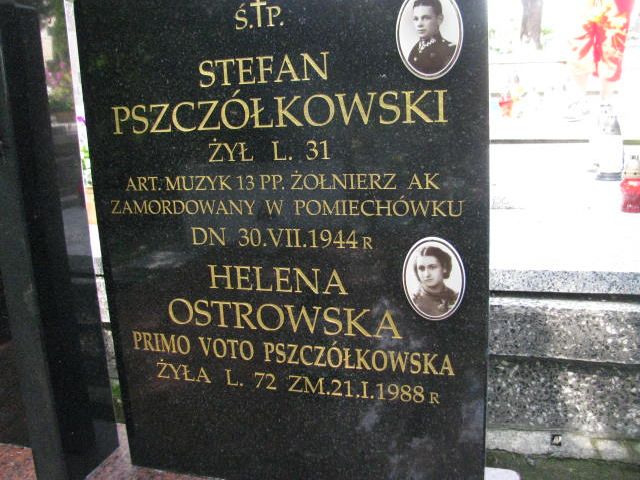 Ś.†P.
STEFAN
PSZCZÓŁKOWSKI
ŻYŁ L. 31
ART. MUZYK 13 PP. ŻOŁNIERZ AK
ZAMORDOWANY W POMIECHÓWKU
DN 30.VII.1944 R
HELENA
OSTROWSKA
PRIMO VOTO PSZCZÓŁKOWSKA
ŻYŁA L. 72 ZM.21.I.1988 R